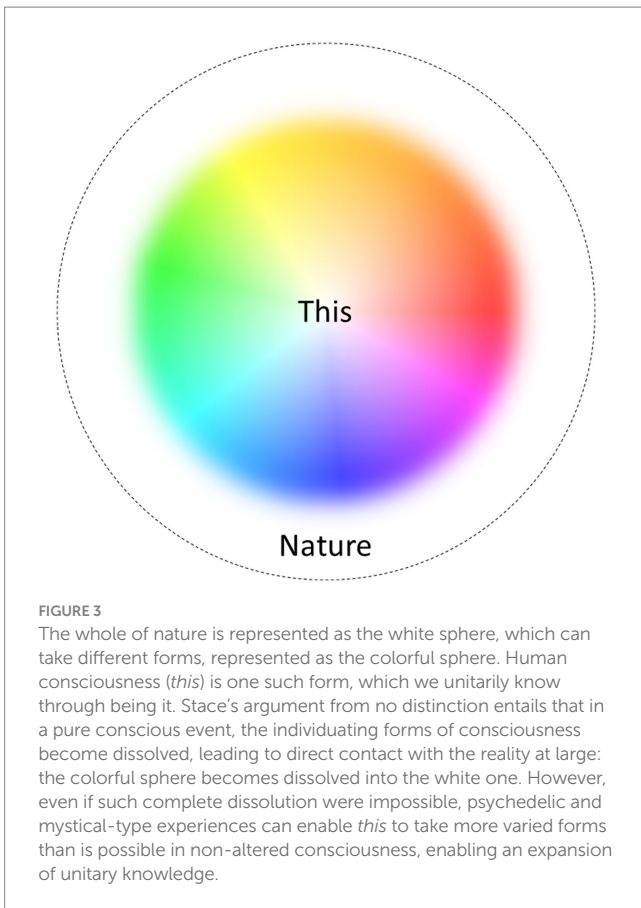 This
Nature
FIGURE 3
The whole of nature is represented as the white sphere, which can
take different forms, represented as the colorful sphere. Human
consciousness (this) is one such form, which we unitarily know
through being it. Stace’s argument from no distinction entails that in
a pure conscious event, the individuating forms of consciousness
become dissolved, leading to direct contact with the reality at large:
the colorful sphere becomes dissolved into the white one. However,
even if such complete dissolution were impossible, psychedelic and
mystical-type experiences can enable this to take more varied forms
than is possible in non-altered consciousness, enabling an expansion
of unitary knowledge.